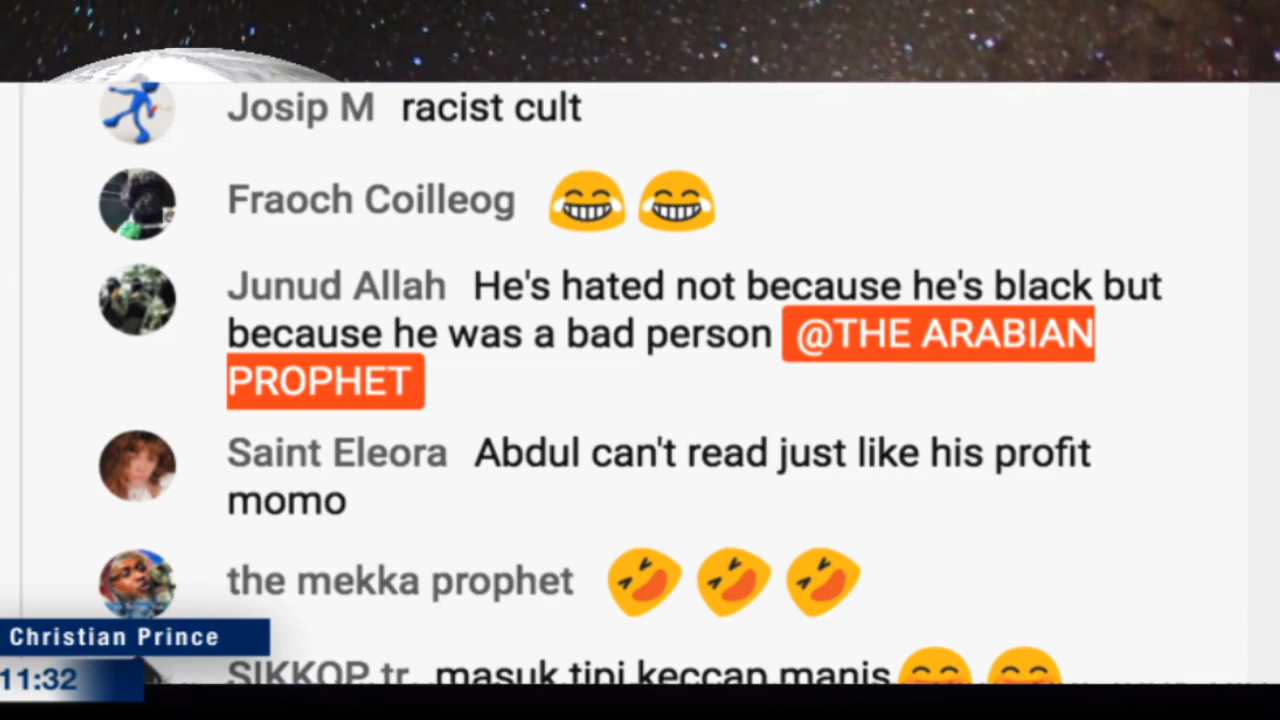 Josip M racist cult
Fraoch Coilleog 😂😂
Junud Allah He's hated not because he's black but
because he was a bad person @THE ARABIAN
PROPHET
Saint Eleora Abdul can't read just like his profit
momo
the mekka prophet 🤣🤣🤣
Christian Prince
SIKKOP tr. masuk tipi keccap manis
11:32